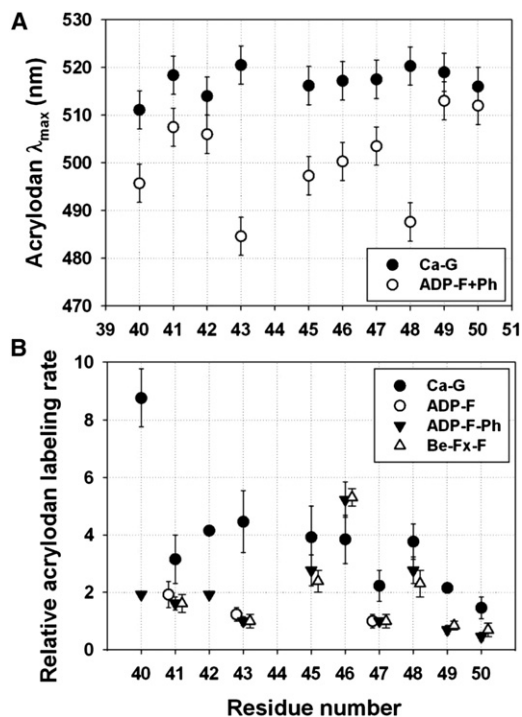 A
530
520
510
500
490
480
470
Acrylodan λmax (nm)
Ca-G
ADP-F+Ph
39 40 41 42 43 44 45 46 47 48 49 50 51
B
10
8
6
4
2
0
Relative acrylodan labeling rate
Ca-G
ADP-F
ADP-F-Ph
Be-Fx-F
40 41 42 43 44 45 46 47 48 49 50
Residue number